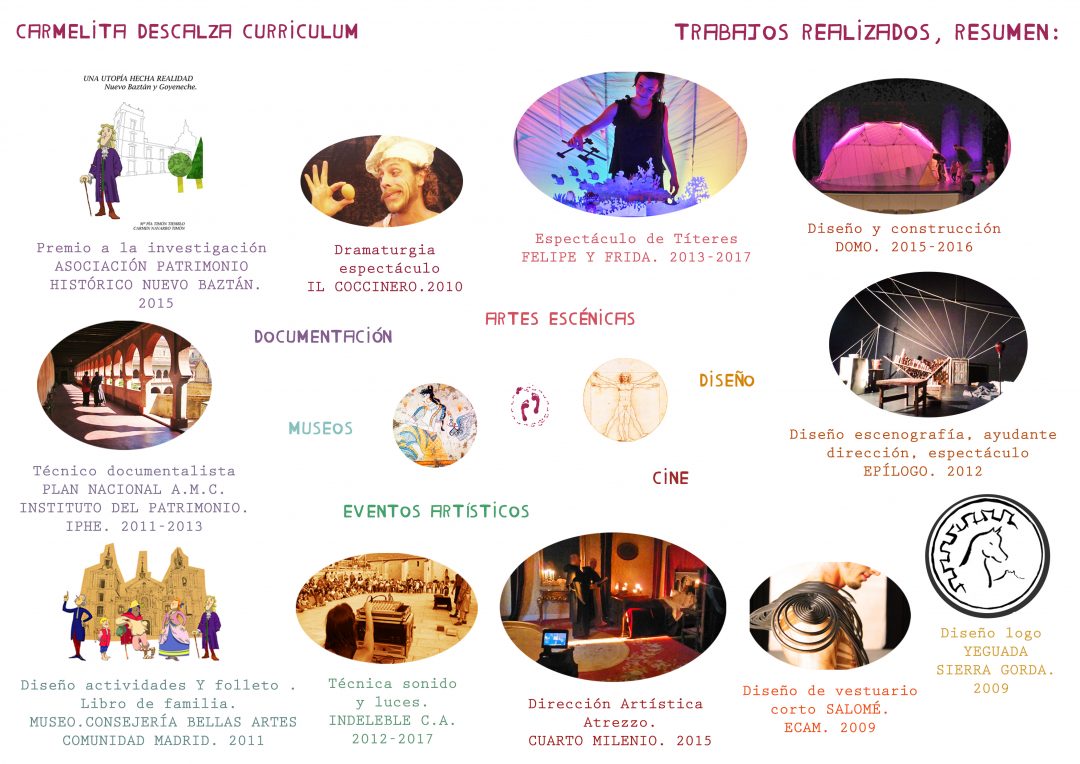 CARMELITA DESCALZA CURRICULUM
TRABAJOS REALIZADOS, RESUMEN:
UNA UTOPÍA HECHA REALIDAD
Nuevo Baztán y Goyeneche.
Mª PÍA TIMÓN TIEMBLO
CARMEN NAVARRO TIMÓN
Premio a la investigación
ASOCIACIÓN PATRIMONIO
HISTÓRICO NUEVO BAZTÁN.
2015
Dramaturgia
espectáculo
IL COCCINERO.2010
Espectáculo de Títeres
FELIPE Y FRIDA. 2013-2017
Diseño y construcción
DOMO. 2015-2016
DOCUMENTACIÓN
ARTES ESCÉNICAS
DISEÑO
MUSEOS
CINE
EVENTOS ARTÍSTICOS
Técnico documentalista
PLAN NACIONAL A.M.C.
INSTITUTO DEL PATRIMONIO.
IPHE. 2011-2013
Diseño escenografía, ayudante
dirección, espectáculo
EPÍLOGO. 2012
Diseño actividades Y folleto .
Libro de familia.
MUSEO.CONSEJERÍA BELLAS ARTES
COMUNIDAD MADRID. 2011
Técnica sonido
y luces.
INDELEBLE C.A.
2012-2017
Dirección Artística
Atrezzo.
CUARTO MILENIO. 2015
Diseño de vestuario
corto SALOMÉ.
ECAM. 2009
Diseño logo
YEGUADA
SIERRA GORDA.
2009